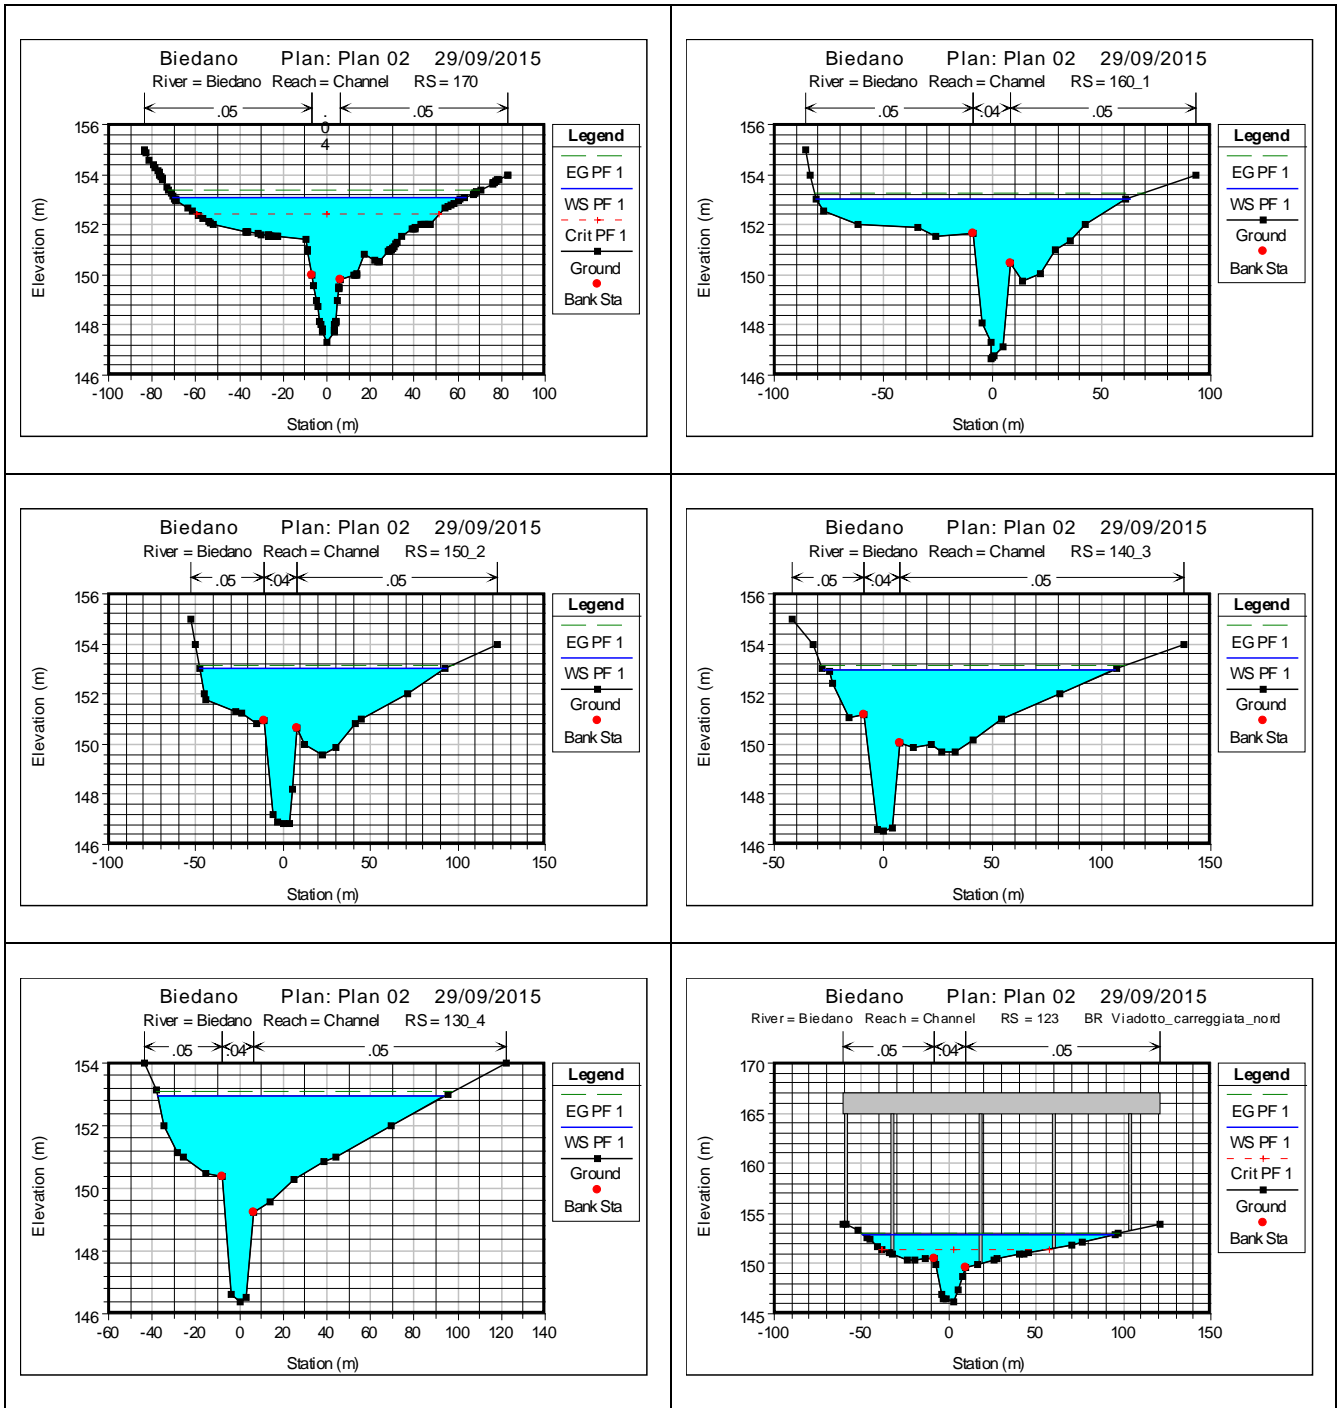 Biedano Plan: Plan 02 29/09/2015
River = Biedano Reach = Channel RS = 170
.05 .04 .05
Legend
EG PF 1
WS PF 1
Crit PF 1
Ground
Bank Sta
Elevation (m)
156
154
152
150
148
146
-100 -80 -60 -40 -20 0 20 40 60 80 100
Station (m)
Biedano Plan: Plan 02 29/09/2015
River = Biedano Reach = Channel RS = 160_1
.05 .04 .05
Legend
EG PF 1
WS PF 1
Ground
Bank Sta
Elevation (m)
156
154
152
150
148
146
-100 -50 0 50 100
Station (m)
Biedano Plan: Plan 02 29/09/2015
River = Biedano Reach = Channel RS = 150_2
.05 .04 .05
Legend
EG PF 1
WS PF 1
Ground
Bank Sta
Elevation (m)
156
154
152
150
148
146
-100 -50 0 50 100 150
Station (m)
Biedano Plan: Plan 02 29/09/2015
River = Biedano Reach = Channel RS = 140_3
.05 .04 .05
Legend
EG PF 1
WS PF 1
Ground
Bank Sta
Elevation (m)
156
154
152
150
148
146
-50 0 50 100 150
Station (m)
Biedano Plan: Plan 02 29/09/2015
River = Biedano Reach = Channel RS = 130_4
.05 .04 .05
Legend
EG PF 1
WS PF 1
Ground
Bank Sta
Elevation (m)
154
152
150
148
146
-60 -40 -20 0 20 40 60 80 100 120 140
Station (m)
Biedano Plan: Plan 02 29/09/2015
River = Biedano Reach = Channel RS = 123 BR Viadotto_carreggiata_nord
.05 .04 .05
Legend
EG PF 1
WS PF 1
Crit PF 1
Ground
Bank Sta
Elevation (m)
170
165
160
155
150
145
-100 -50 0 50 100 150
Station (m)